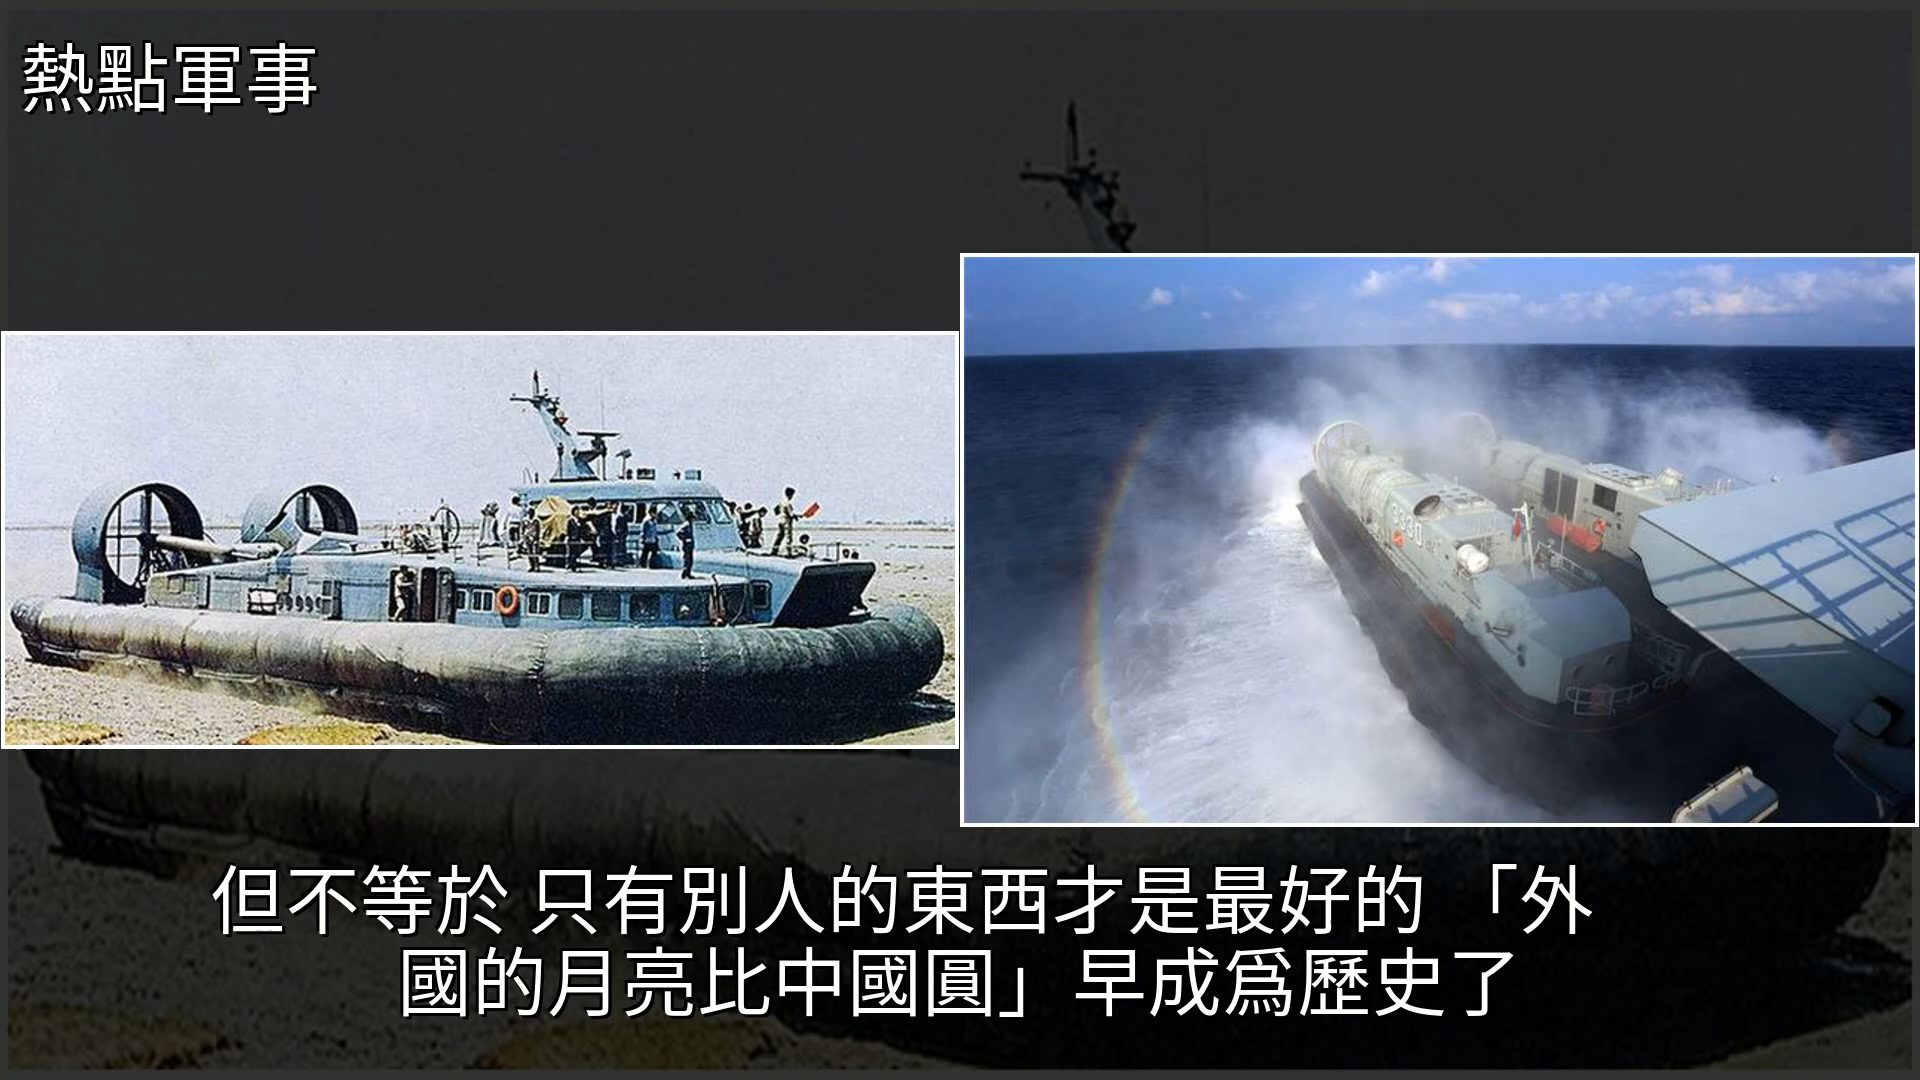 熱點軍事
3330
但不等於 只有別人的東西才是最好的 「外
國的月亮比中國圓」早成爲歷史了